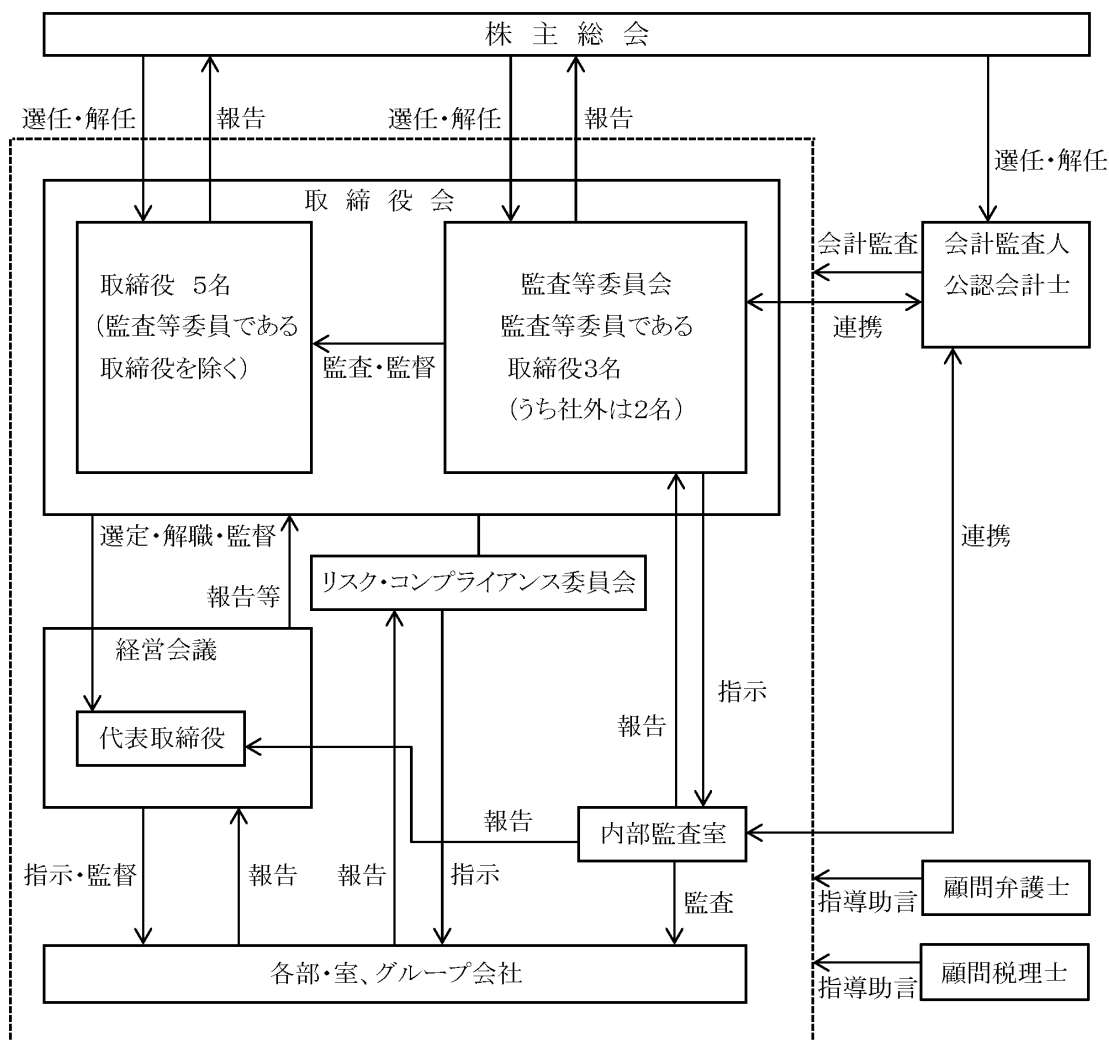 株主総会
選任・解任
報告
選任・解任
報告
選任・解任
取締役会
取締役 5名
(監査等委員である
取締役を除く)
監査・監督
監査等委員会
監査等委員である
取締役3名
(うち社外は2名)
会計監査
連携
会計監査人
公認会計士
選定・解職・監督
報告等
リスク・コンプライアンス委員会
連携
経営会議
代表取締役
報告
指示
報告
内部監査室
指示・監督
報告
報告
指示
監査
指導助言
顧問弁護士
各部・室、グループ会社
指導助言
顧問税理士